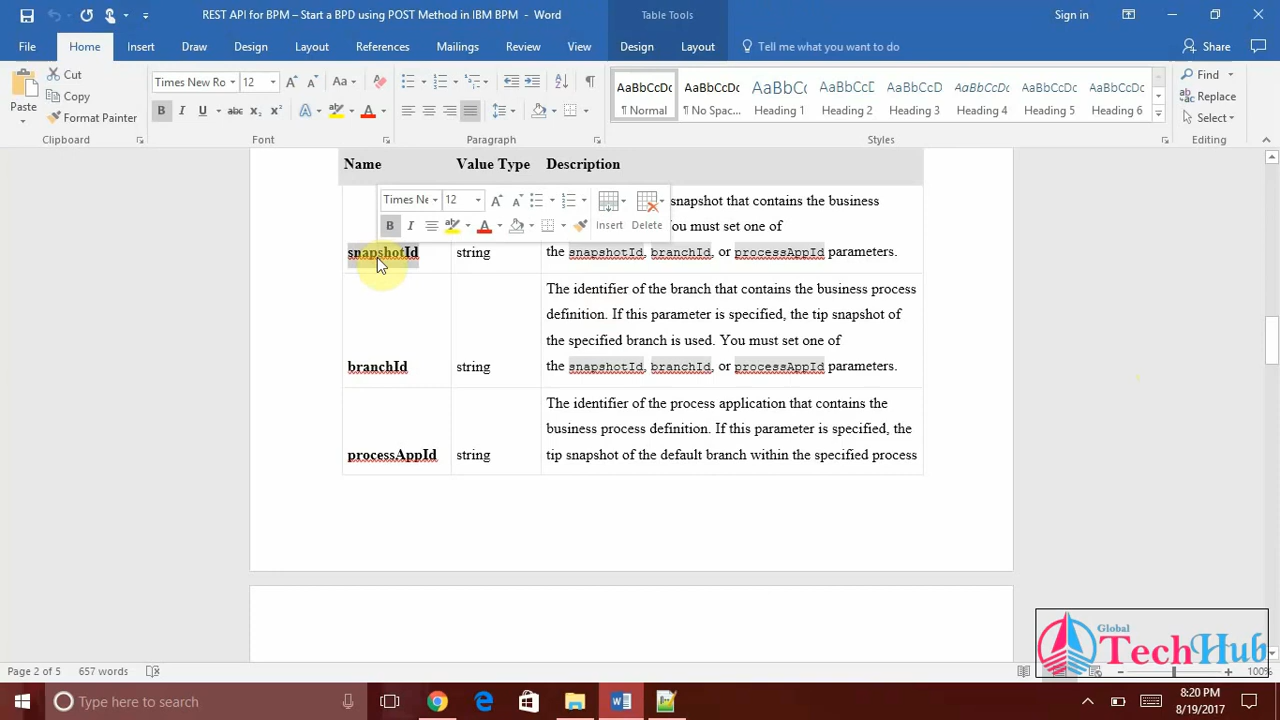 REST API for BPM – Start a BPD using POST Method in IBM BPM - Word
Table Tools
Sign in
File
Home
Insert
Draw
Design
Layout
References
Mailings
Review
View
Design
Layout
Tell me what you want to do
Share
Paste
Cut
Copy
Format Painter
Times New Ro
12
Aa
B I U abc x₂ x²
Clipboard
Font
Paragraph
AaBbCcDc
¶ Normal
AaBbCcDc
¶ No Spac...
AaBbC(
Heading 1
AaBbCcE
Heading 2
AaBbCcD
Heading 3
AaBbCcD
Heading 4
AaBbCcDc
Heading 5
AaBbCcDc
Heading 6
Styles
Find
Replace
Select
Editing
Name Value Type Description
Times Ne
12
B I
Insert
Delete
snapshot that contains the business
ou must set one of
snapshotId string the snapshotId, branchId, or processAppId parameters.
The identifier of the branch that contains the business process
definition. If this parameter is specified, the tip snapshot of
the specified branch is used. You must set one of
branchId string the snapshotId, branchId, or processAppId parameters.
The identifier of the process application that contains the
business process definition. If this parameter is specified, the
processAppId string tip snapshot of the default branch within the specified process
Global
TechHub
Page 2 of 5
657 words
100%
Type here to search
8:20 PM
8/19/2017